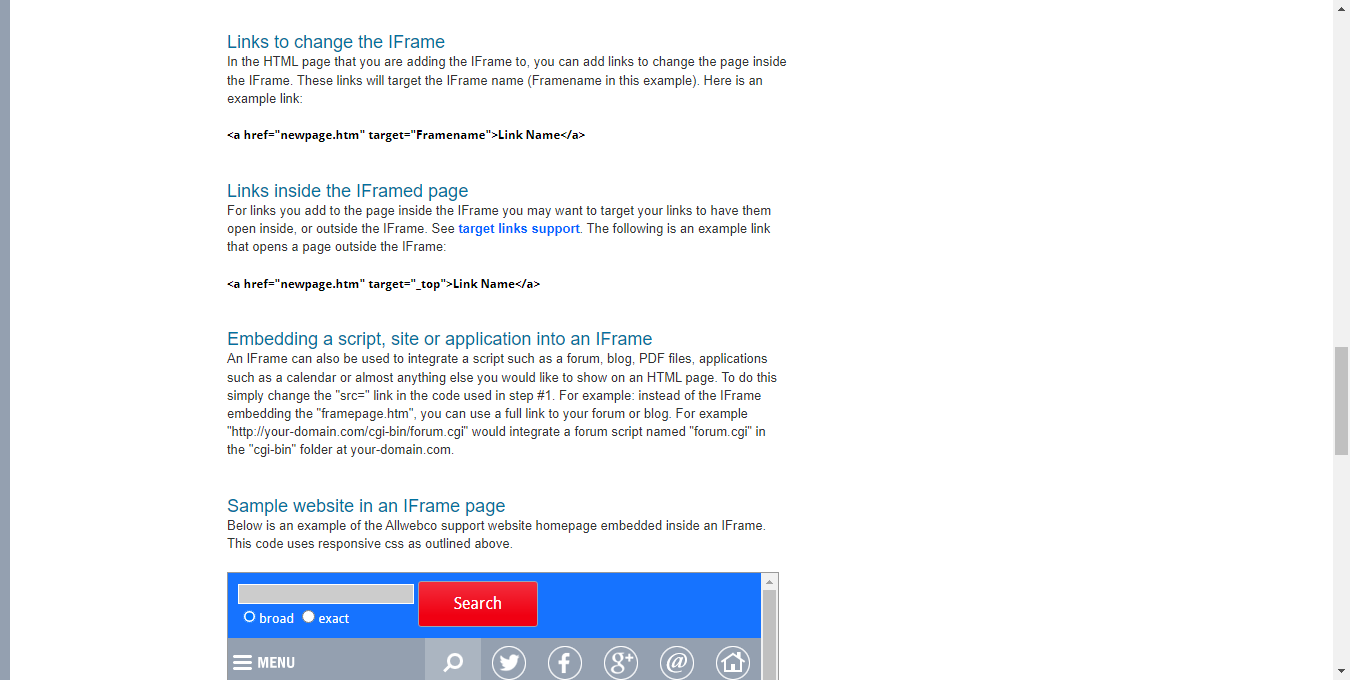 Links to change the IFrame
In the HTML page that you are adding the IFrame to, you can add links to change the page inside
the IFrame. These links will target the IFrame name (Framename in this example). Here is an
example link:
<a href="newpage.htm" target="Framename">Link Name</a>
Links inside the IFramed page
For links you add to the page inside the IFrame you may want to target your links to have them
open inside, or outside the IFrame. See target links support. The following is an example link
that opens a page outside the IFrame:
<a href="newpage.htm" target="_top">Link Name</a>
Embedding a script, site or application into an IFrame
An IFrame can also be used to integrate a script such as a forum, blog, PDF files, applications
such as a calendar or almost anything else you would like to show on an HTML page. To do this
simply change the "src=" link in the code used in step #1. For example: instead of the IFrame
embedding the "framepage.htm", you can use a full link to your forum or blog. For example
"http://your-domain.com/cgi-bin/forum.cgi" would integrate a forum script named "forum.cgi" in
the "cgi-bin" folder at your-domain.com.
Sample website in an IFrame page
Below is an example of the Allwebco support website homepage embedded inside an IFrame.
This code uses responsive css as outlined above.
Search
broad exact
MENU